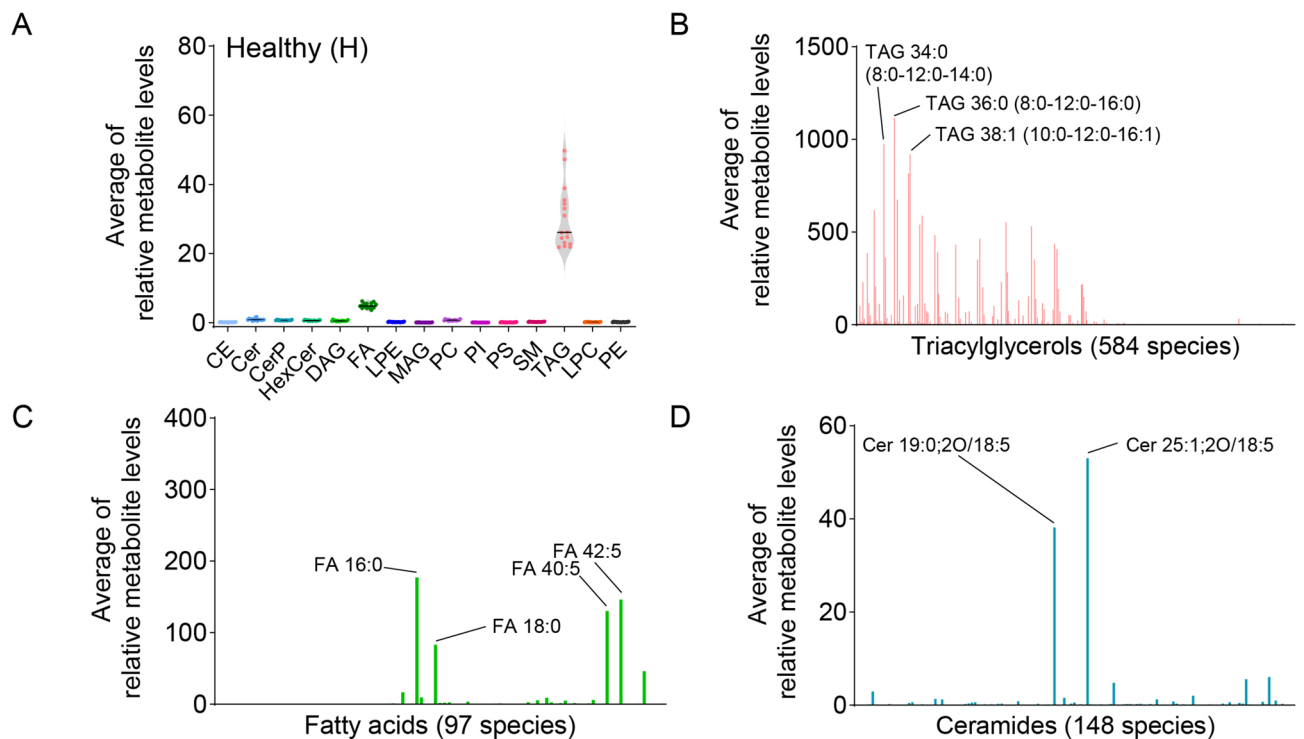 A
Healthy (H)
Average of
relative metabolite levels
80
60
40
20
0
CE
Cer
CerP
HexCer
DAG
FA
LPE
MAG
PC
PI
PS
SM
TAG
LPC
PE
B
Average of
relative metabolite levels
1500
1000
500
0
TAG 34:0
(8:0-12:0-14:0)
TAG 36:0 (8:0-12:0-16:0)
TAG 38:1 (10:0-12:0-16:1)
Triacylglycerols (584 species)
C
Average of
relative metabolite levels
400
300
200
100
0
FA 16:0
FA 18:0
FA 40:5
FA 42:5
Fatty acids (97 species)
D
Average of
relative metabolite levels
60
40
20
0
Cer 19:0;2O/18:5
Cer 25:1;2O/18:5
Ceramides (148 species)